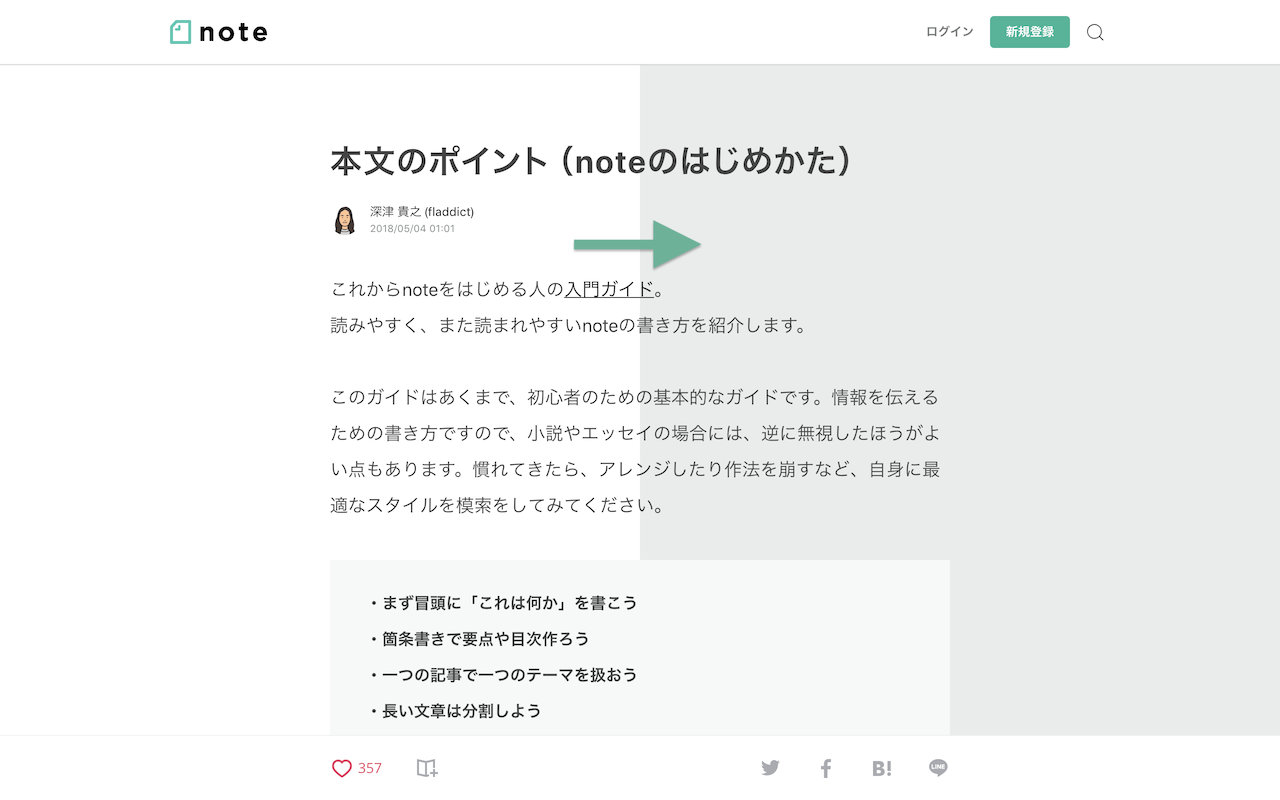 note
ログイン
新規登録
本文のポイント（noteのはじめかた）
深津 貴之 (fladdict)
2018/05/04 01:01
これからnoteをはじめる人の入門ガイド。
読みやすく、また読まれやすいnoteの書き方を紹介します。
このガイドはあくまで、初心者のための基本的なガイドです。情報を伝える
ための書き方ですので、小説やエッセイの場合には、逆に無視したほうがよ
い点もあります。慣れてきたら、アレンジしたり作法を崩すなど、自身に最
適なスタイルを模索をしてみてください。
・まず冒頭に「これは何か」を書こう
・箇条書きで要点や目次作ろう
・一つの記事で一つのテーマを扱おう
・長い文章は分割しよう
357
B!
LINE